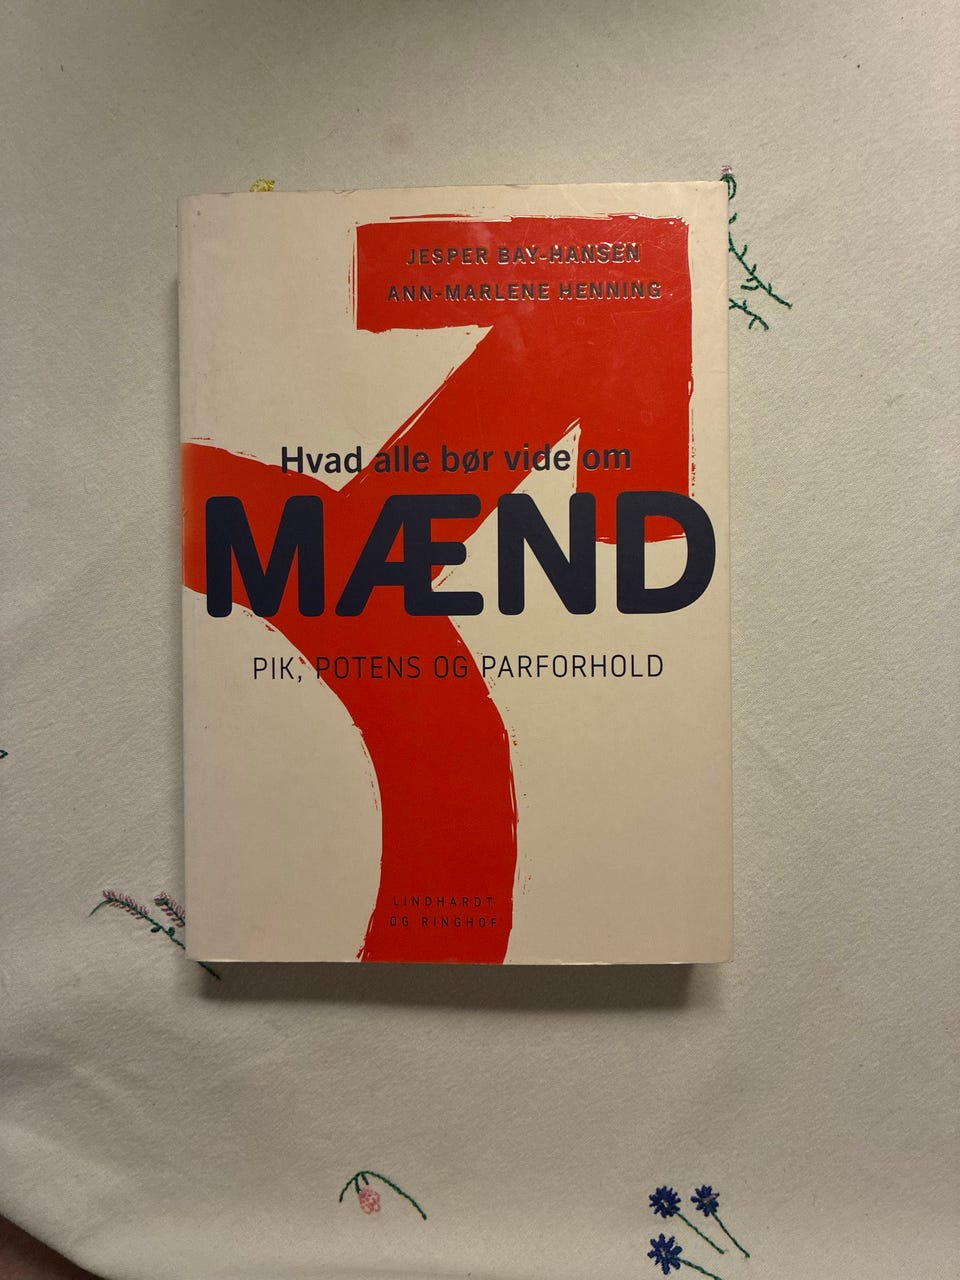 JESPER BAY-HANSEN
ANN-MARLENE HENNING
Hvad alle bør vide om
MÆND
PIK, POTENS OG PARFORHOLD
LINDHARDT
OG RINGHOF